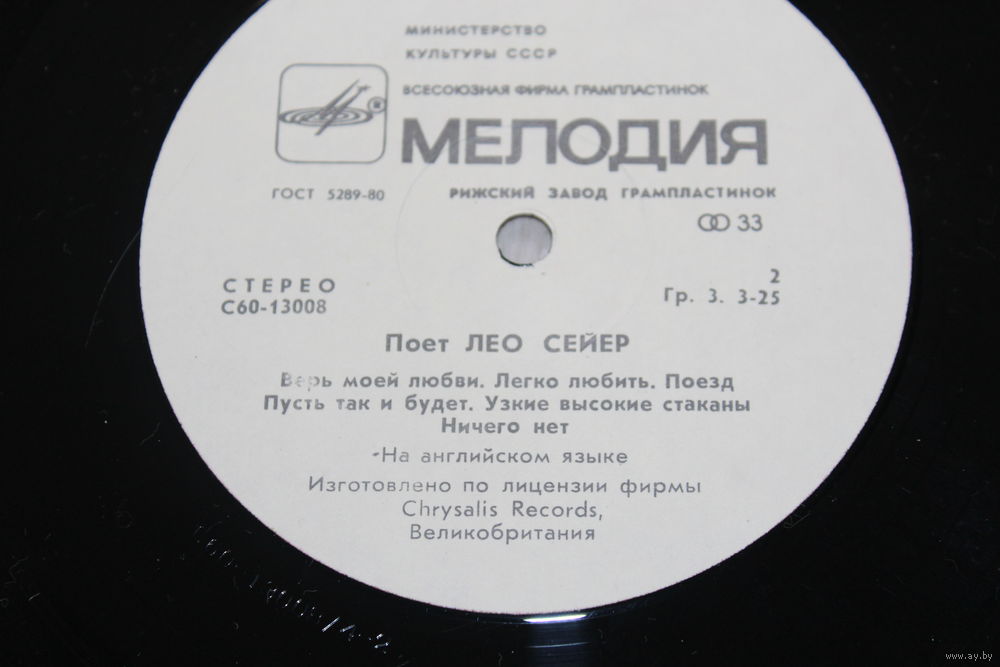 МИНИСТЕРСТВО
КУЛЬТУРЫ СССР
ВСЕСОЮЗНАЯ ФИРМА ГРАМПЛАСТИНОК
®
МЕЛОДИЯ
ГОСТ 5289-80
РИЖСКИЙ ЗАВОД ГРАМПЛАСТИНОК
33
СТЕРЕО
2
С60-13008
Гр. 3. 3-25
Поет ЛЕО СЕЙЕР
Верь моей любви. Легко любить. Поезд
Пусть так и будет. Узкие высокие стаканы
Ничего нет
На английском языке
Изготовлено по лицензии фирмы
Chrysalis Records,
Великобритания
www.ay.by